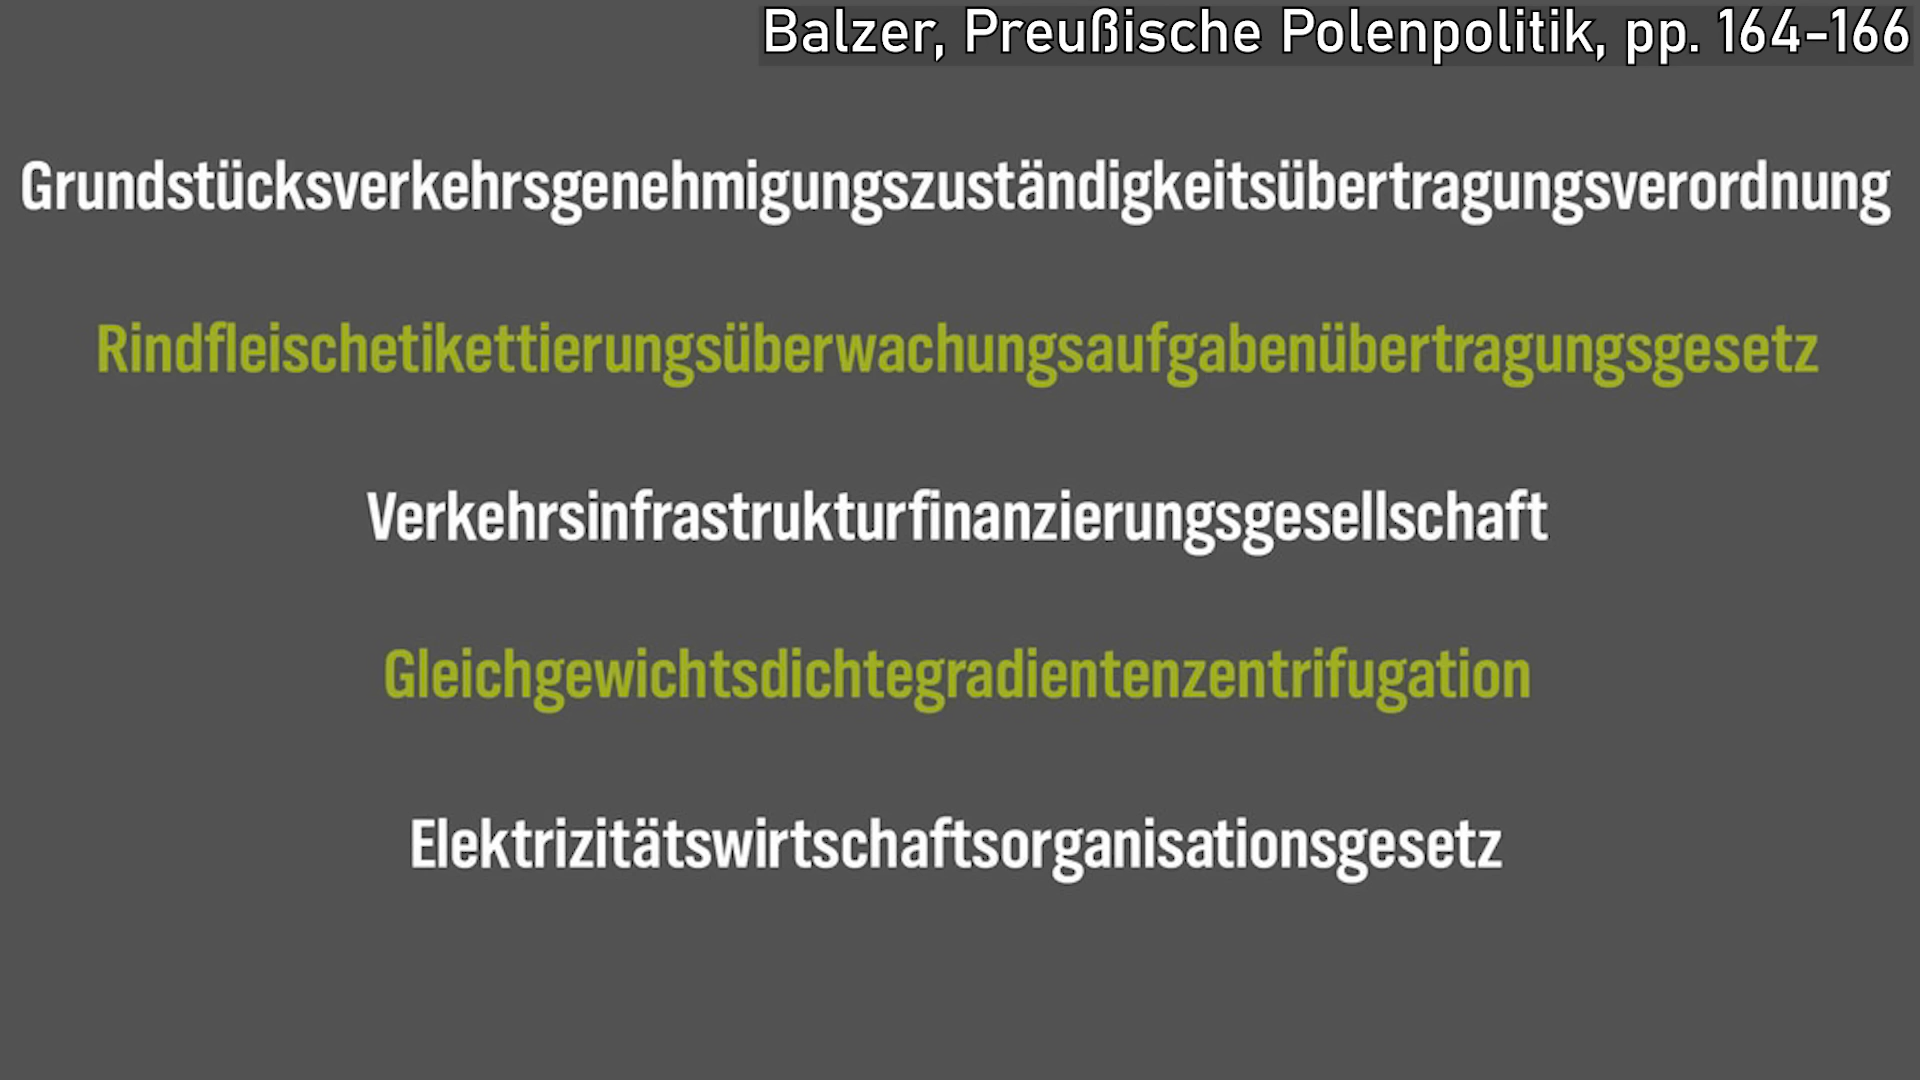 Balzer, Preußische Polenpolitik, pp. 164-166
Grundstücksverkehrsgenehmigungszuständigkeitsübertragungsverordnung
Rindfleischetikettierungsüberwachungsaufgabenübertragungsgesetz
Verkehrsinfrastrukturfinanzierungsgesellschaft
Gleichgewichtsdichtegradientenzentrifugation
Elektrizitätswirtschaftsorganisationsgesetz